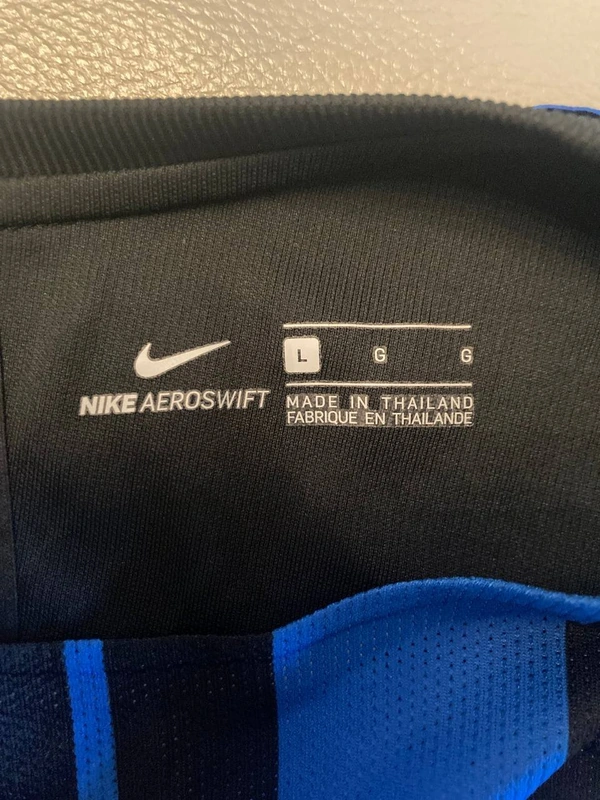 NIKE AEROSWIFT
L G G
MADE IN THAILAND
FABRIQUE EN THAILANDE